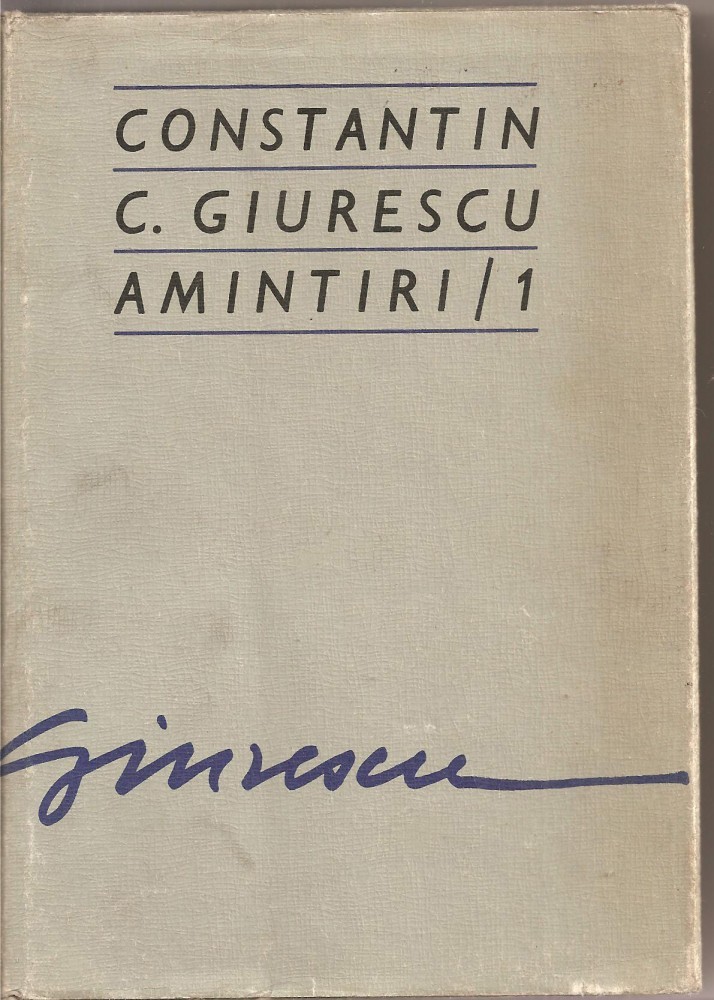 CONSTANTIN
C. GIURESCU
AMINTIRI/1
Giurescu